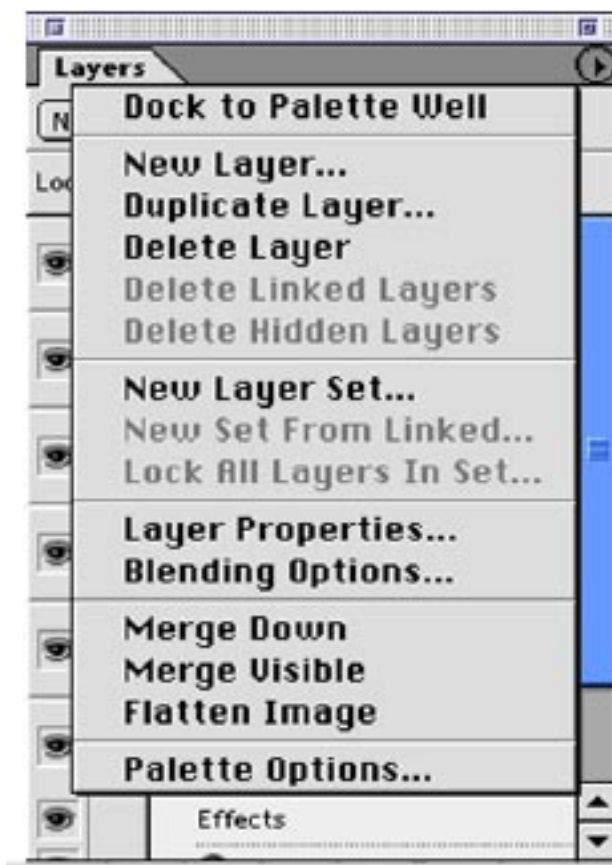 Layers
Dock to Palette Well
New Layer...
Duplicate Layer...
Delete Layer
Delete Linked Layers
Delete Hidden Layers
New Layer Set...
New Set From Linked...
Lock All Layers In Set...
Layer Properties...
Blending Options...
Merge Down
Merge Visible
Flatten Image
Palette Options...
Effects